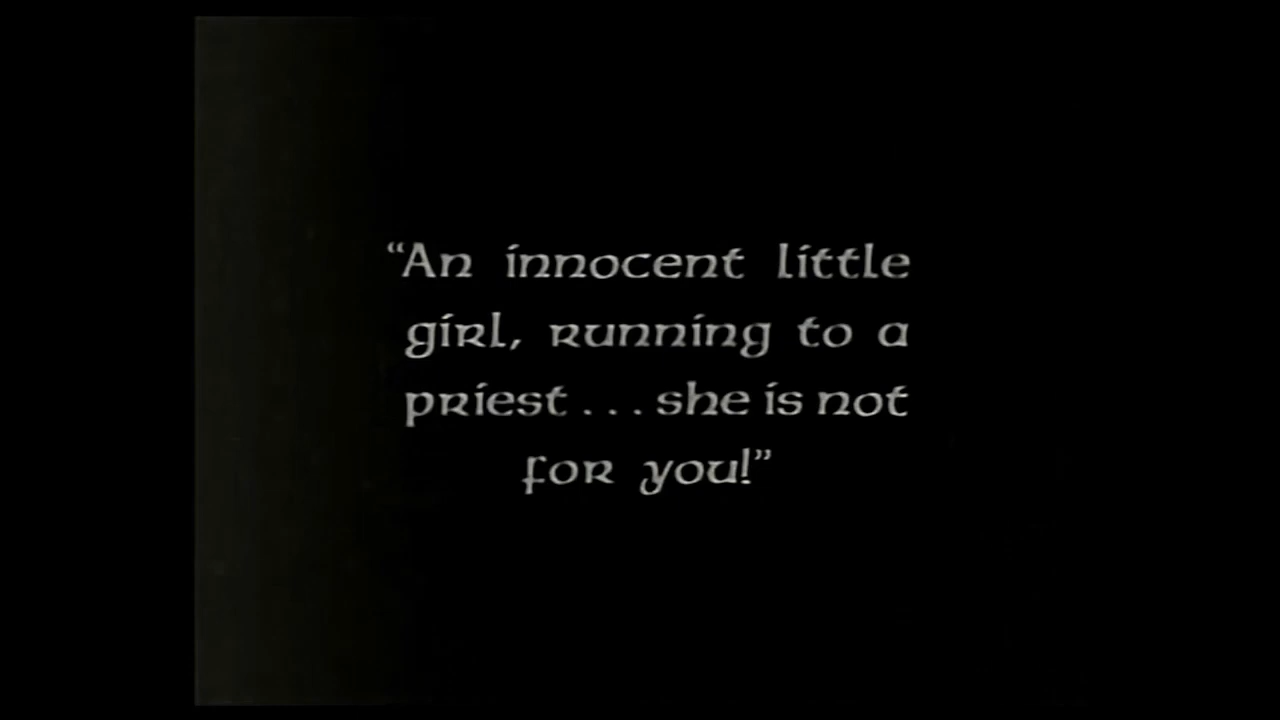 “An innocent little
girl, running to a
priest...she is not
for you!”